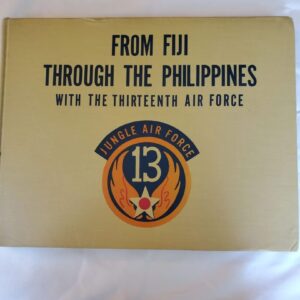 FROM FIJI
THROUGH THE PHILIPPINES
WITH THE THIRTEENTH AIR FORCE
JUNGLE AIR FORCE
13